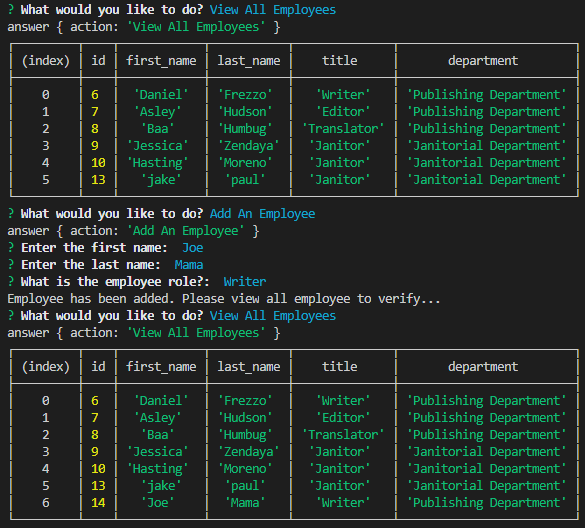 ? What would you like to do? View All Employees
answer { action: 'View All Employees' }
(index) id first_name last_name title department
0 6 'Daniel' 'Frezzo' 'Writer' 'Publishing Department'
1 7 'Asley' 'Hudson' 'Editor' 'Publishing Department'
2 8 'Baa' 'Humbug' 'Translator' 'Publishing Department'
3 9 'Jessica' 'Zendaya' 'Janitor' 'Janitorial Department'
4 10 'Hasting' 'Moreno' 'Janitor' 'Janitorial Department'
5 13 'jake' 'paul' 'Janitor' 'Janitorial Department'
? What would you like to do? Add An Employee
answer { action: 'Add An Employee' }
? Enter the first name: Joe
? Enter the last name: Mama
? What is the employee role?: Writer
Employee has been added. Please view all employee to verify...
? What would you like to do? View All Employees
answer { action: 'View All Employees' }
(index) id first_name last_name title department
0 6 'Daniel' 'Frezzo' 'Writer' 'Publishing Department'
1 7 'Asley' 'Hudson' 'Editor' 'Publishing Department'
2 8 'Baa' 'Humbug' 'Translator' 'Publishing Department'
3 9 'Jessica' 'Zendaya' 'Janitor' 'Janitorial Department'
4 10 'Hasting' 'Moreno' 'Janitor' 'Janitorial Department'
5 13 'jake' 'paul' 'Janitor' 'Janitorial Department'
6 14 'Joe' 'Mama' 'Writer' 'Publishing Department'